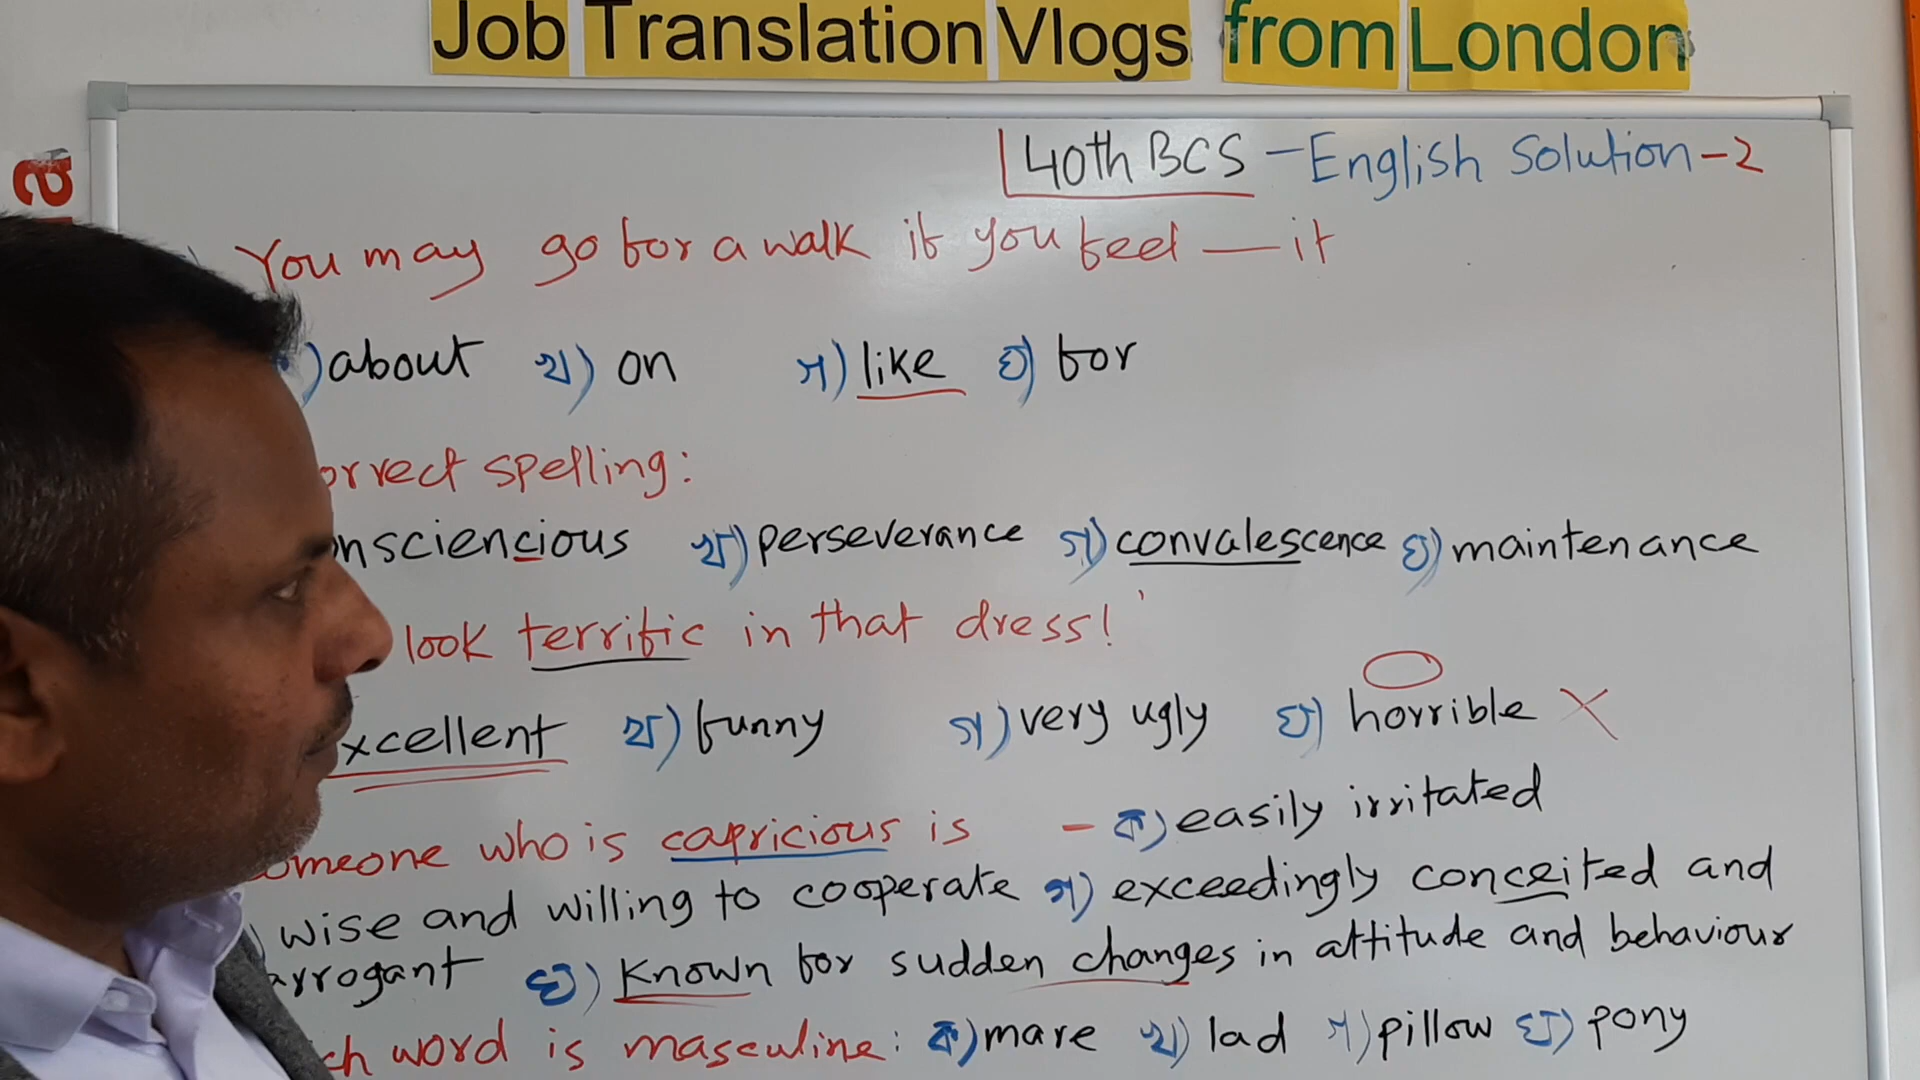 Job Translation Vlogs from London
40th BCS - English Solution - 2
You may go for a walk if you feel — it
) about খ) on গ) like ঘ) for
orrect spelling:
nsciencious খ) perseverance গ) convalescence ঘ) maintenance
look terrific in that dress!
xcellent খ) funny গ) very ugly ঘ) horrible X
omeone who is capricious is - ক) easily irritated
) wise and willing to cooperate গ) exceedingly conceited and
arrogant ঘ) known for sudden changes in attitude and behaviour
ch word is masculine: ক) mare খ) lad গ) pillow ঘ) pony
a